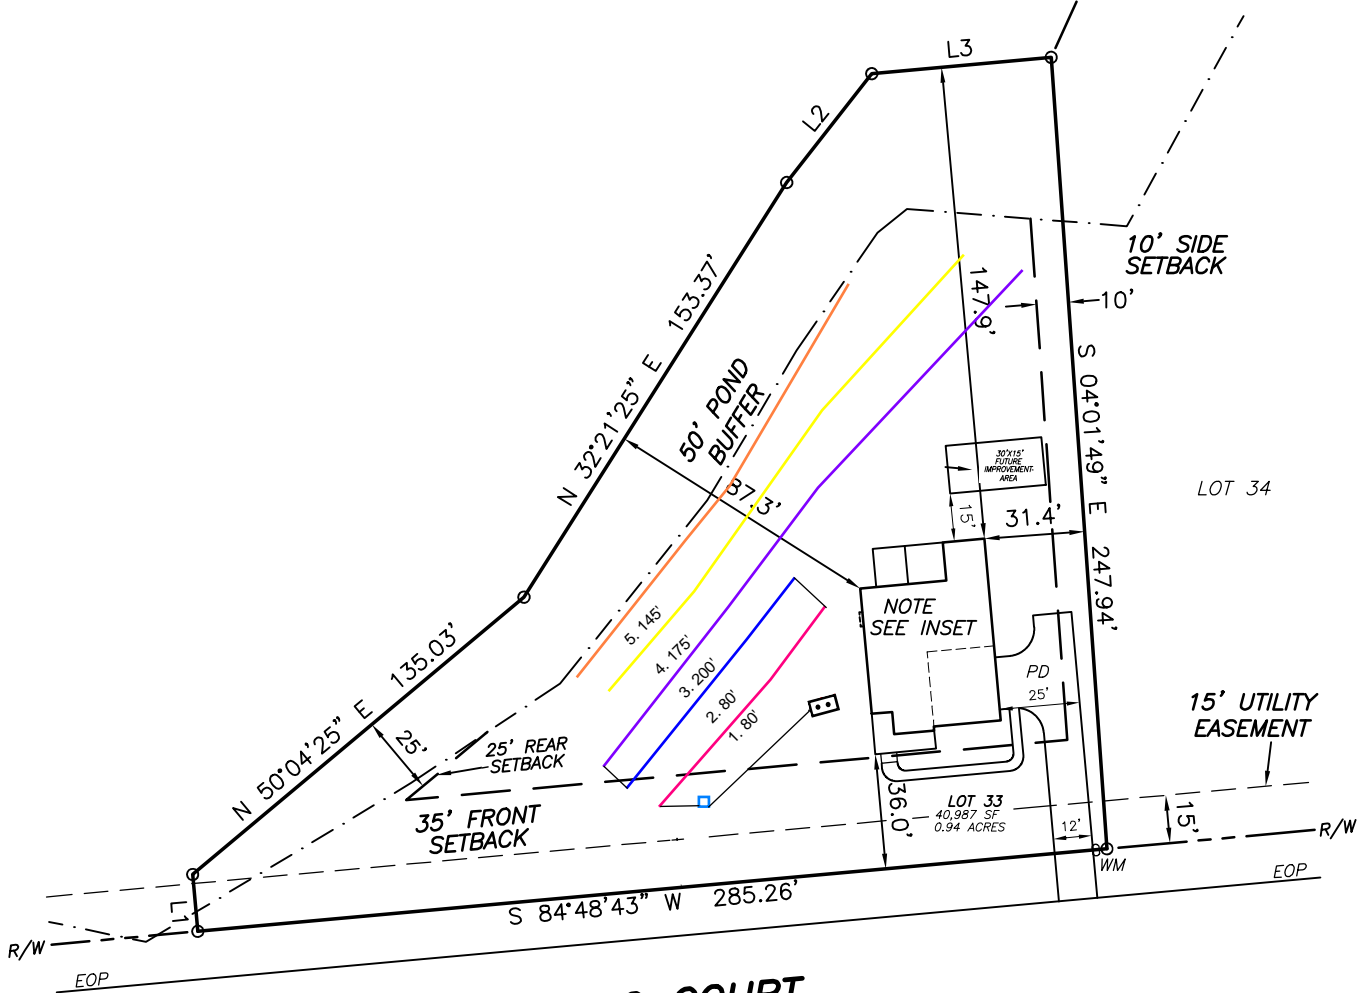 L3
L2
10' SIDE
SETBACK
10'
147.9'
N 32°21'25" E 153.37'
50' POND
BUFFER
S 04°01'49" E 247.94'
30'X15'
FUTURE
IMPROVEMENT
AREA
LOT 34
37.3'
15'
31.4'
NOTE
SEE INSET
N 50°04'25" E 135.03'
5. 145'
4. 175'
3. 200'
2. 80'
1. 80'
PD
25'
15' UTILITY
EASEMENT
25'
25' REAR
SETBACK
35' FRONT
SETBACK
36.0'
LOT 33
40,987 SF
0.94 ACRES
12'
15'
R/W
WM
EOP
L1
S 84°48'43" W 285.26'
R/W
EOP
COURT